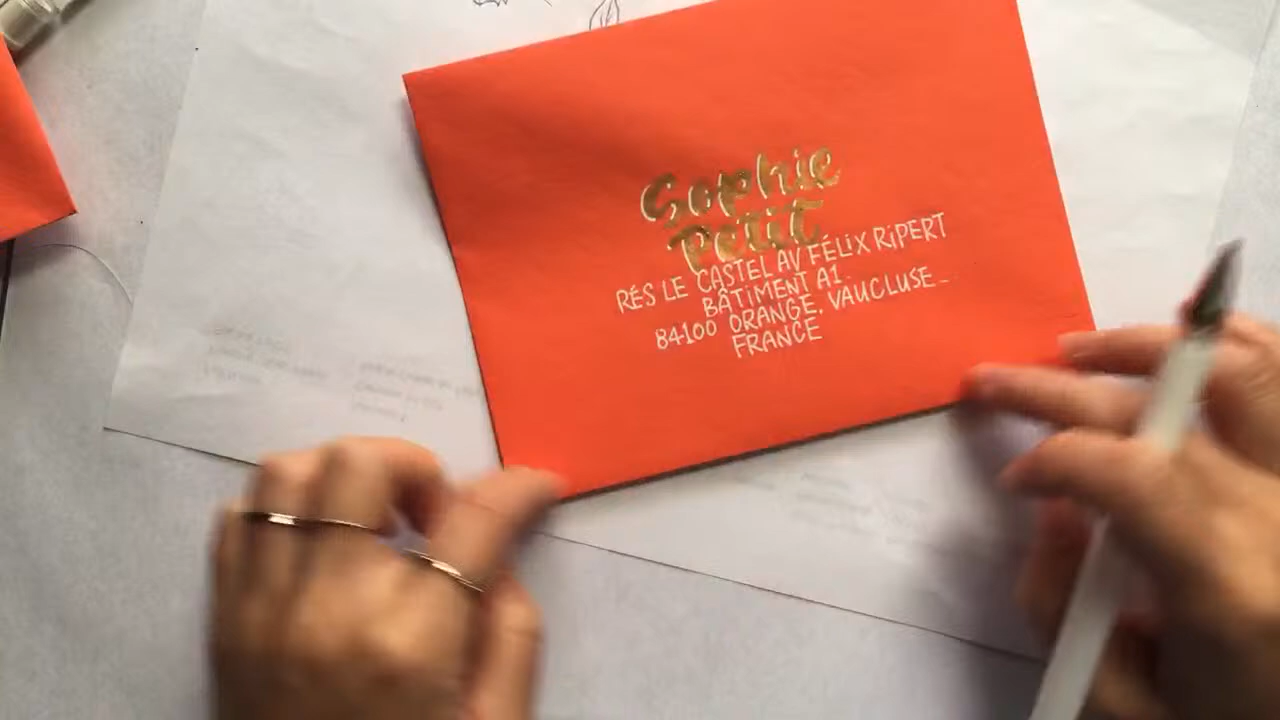 Sophie
Petit
RÉS LE CASTEL AV FÉLIX RIPERT
BÂTIMENT A1.
84100 ORANGE. VAUCLUSE
FRANCE